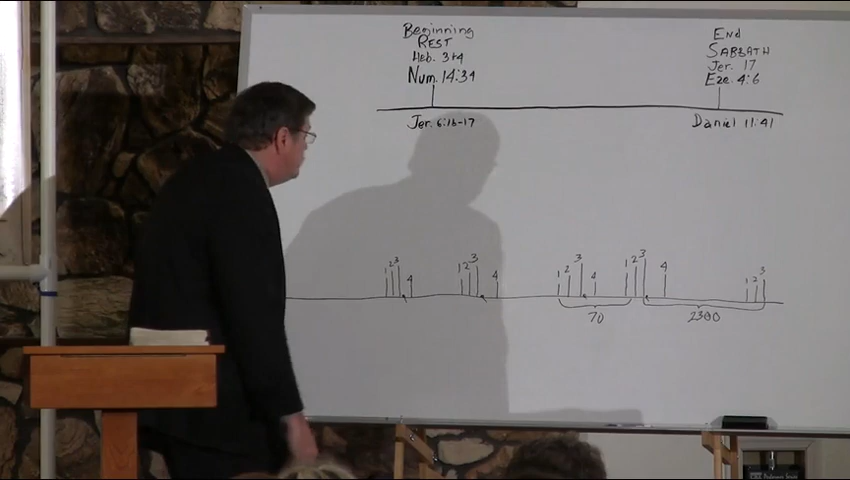 Beginning
REST
Heb. 3+4
Num. 14:34
Jer. 6:16-17
End
SABBATH
Jer. 17
Eze. 4:6
Daniel 11:41
1 2 3 4
1 2 3 4
1 2 3 4
1 2 3 4
1 2 3
70
2300